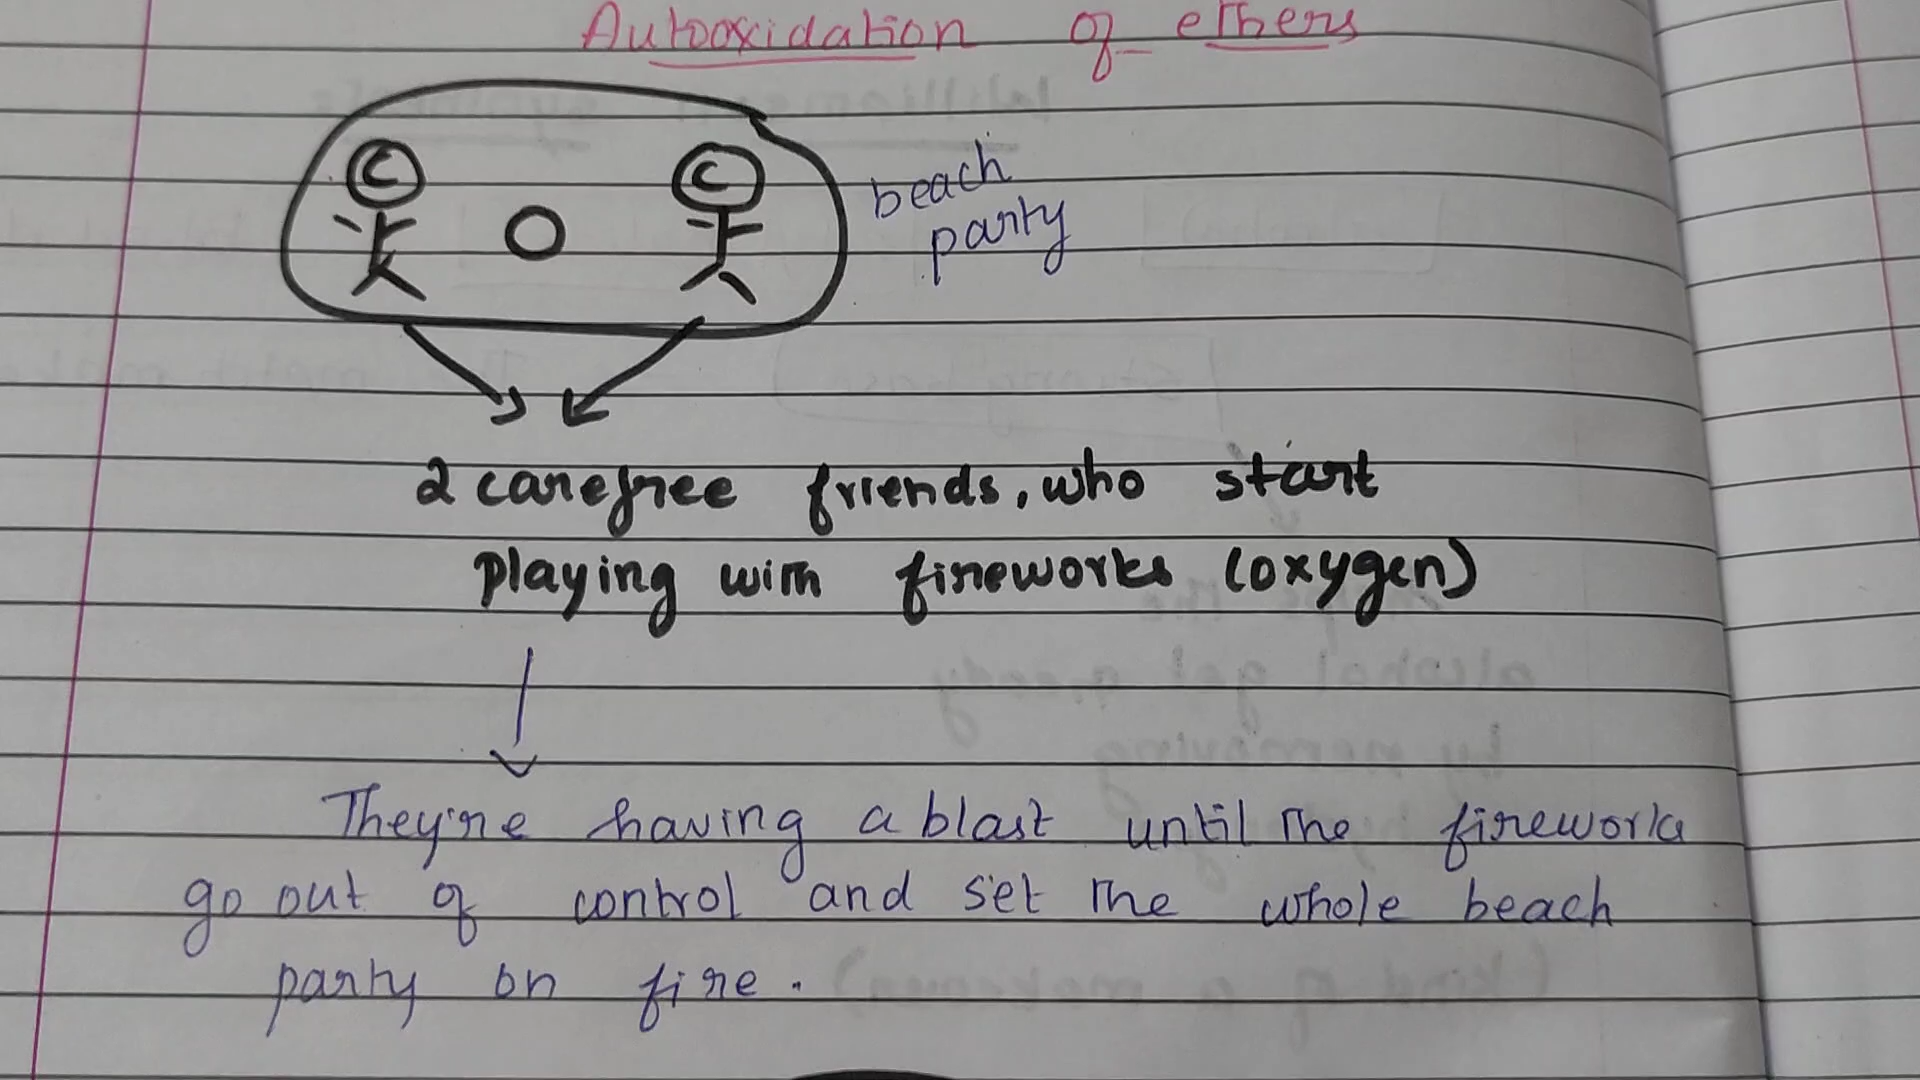 Autooxidation of ethers
C C
O
beach
party
2 carefree friends, who start
playing with fireworks (oxygen)
They're having a blast until the fireworks
go out of control and set the whole beach
party on fire.